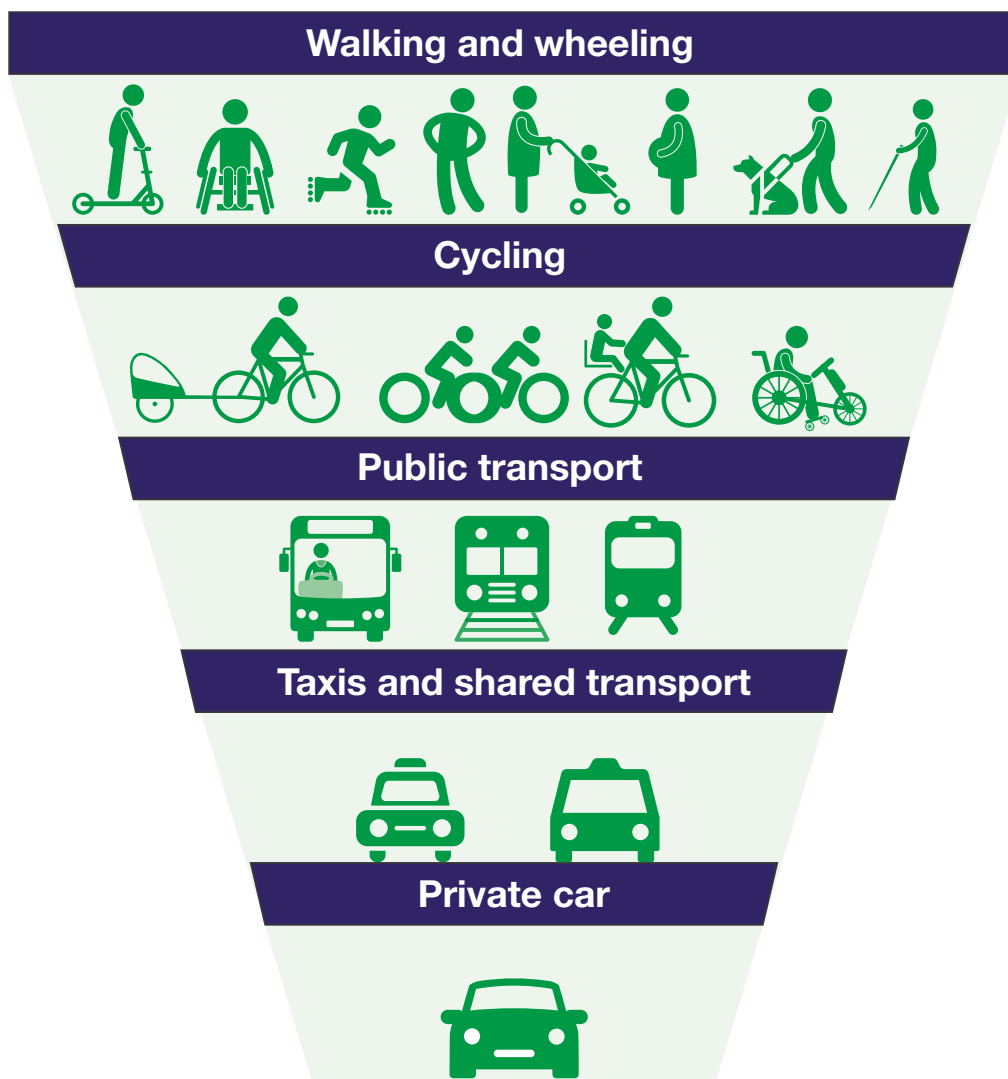 Walking and wheeling
Cycling
Public transport
Taxis and shared transport
Private car